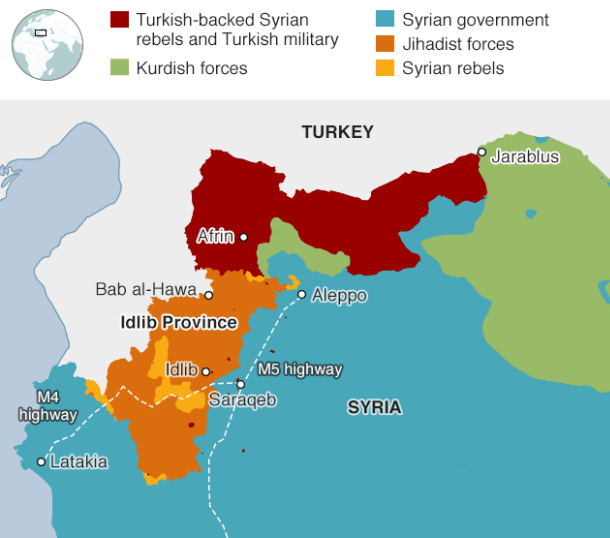 Turkish-backed Syrian
rebels and Turkish military
Kurdish forces
Syrian government
Jihadist forces
Syrian rebels
TURKEY
Jarablus
Afrin
Bab al-Hawa
Aleppo
Idlib Province
Idlib
M5 highway
M4
highway
Saraqeb
SYRIA
Latakia